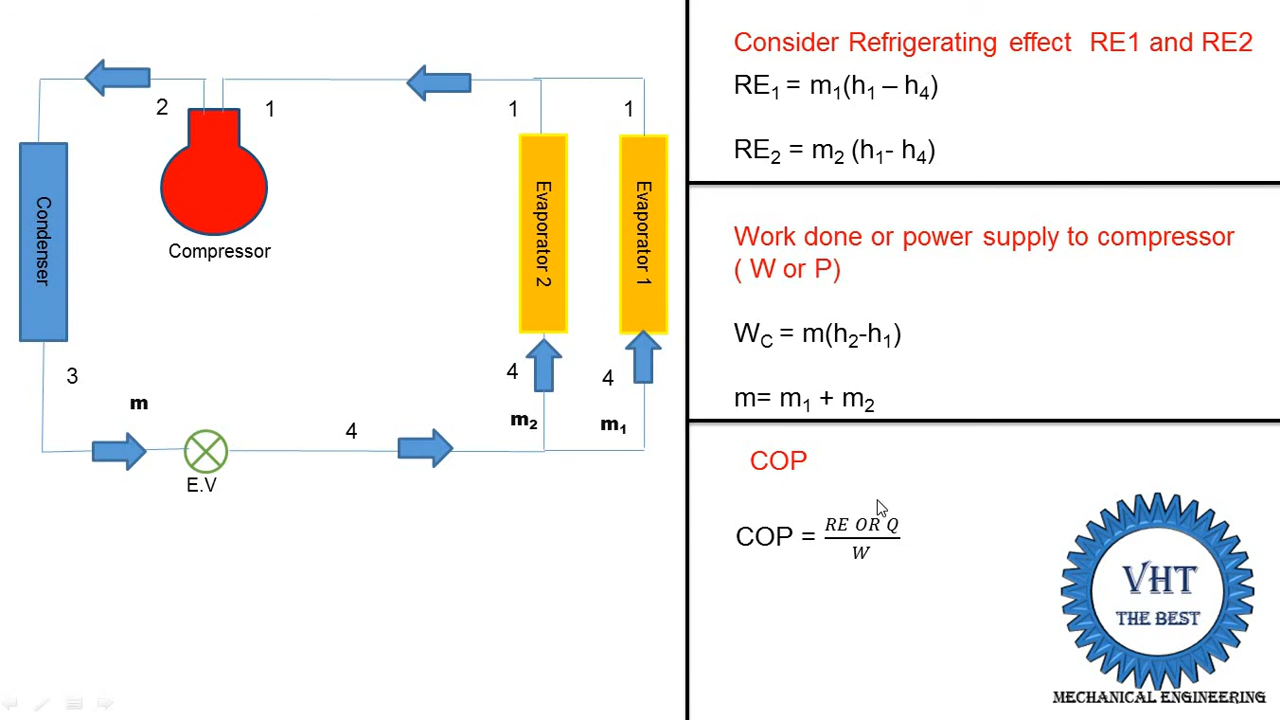 2
1
1
1
Condenser
Compressor
Evaporator 2
Evaporator 1
3
4
4
m
m₂
m₁
4
E.V
Consider Refrigerating effect RE1 and RE2
RE₁ = m₁(h₁ – h₄)
RE₂ = m₂ (h₁- h₄)
Work done or power supply to compressor
( W or P)
W_C = m(h₂-h₁)
m= m₁ + m₂
COP
COP = RE OR Q / W
VHT
THE BEST
MECHANICAL ENGINEERING